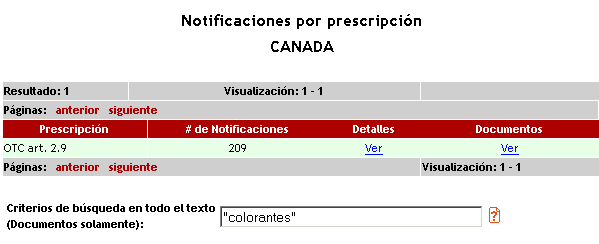 Notificaciones por prescripción
CANADA
Resultado: 1 Visualización: 1 - 1
Páginas: anterior siguiente
Prescripción # de Notificaciones Detalles Documentos
OTC art. 2.9 209 Ver Ver
Páginas: anterior siguiente Visualización: 1 - 1
Criterios de búsqueda en todo el texto
(Documentos solamente): "colorantes" ?